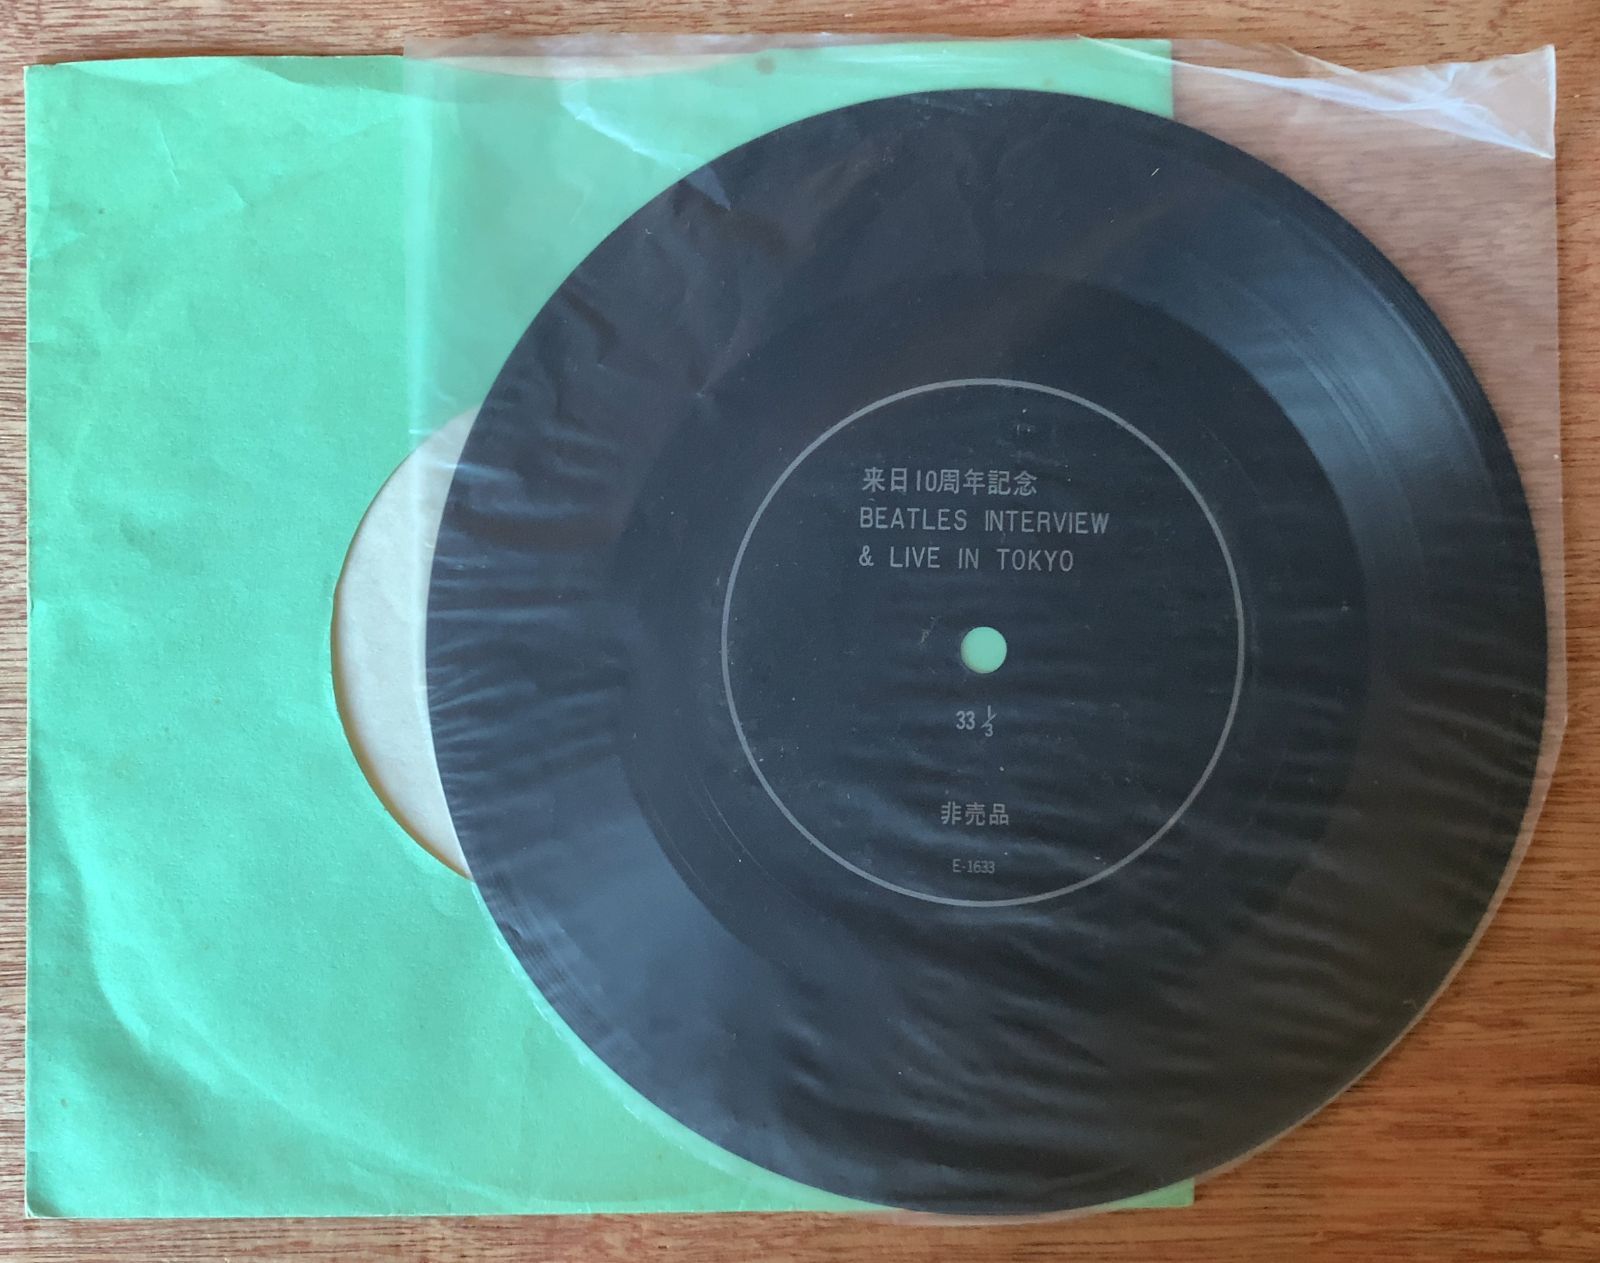 来日10周年記念
BEATLES INTERVIEW
& LIVE IN TOKYO
33 1/3
非売品
E-1633